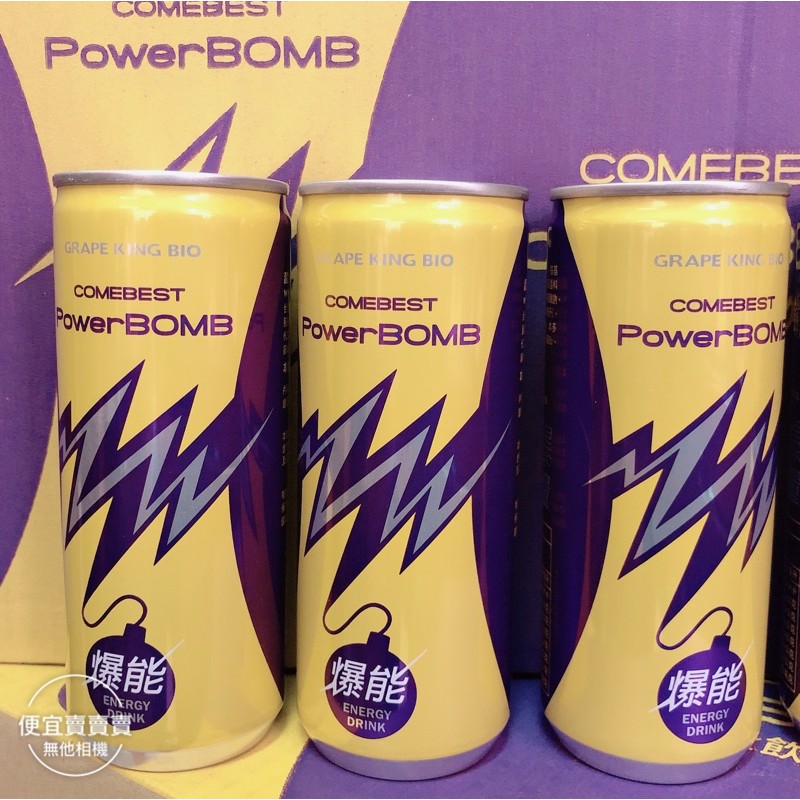 COMEBEST
PowerBOMB
COMEBE
GRAPE KING BIO
COMEBEST
PowerBOMB
爆能
ENERGY
DRINK
APE KING BIO
COMEBEST
PowerBOMB
爆能
ENERGY
DRINK
GRAPE KING BIO
COMEBEST
PowerBOMB
爆能
ENERGY
DRINK
飲
便宜賣賣賣
無他相機